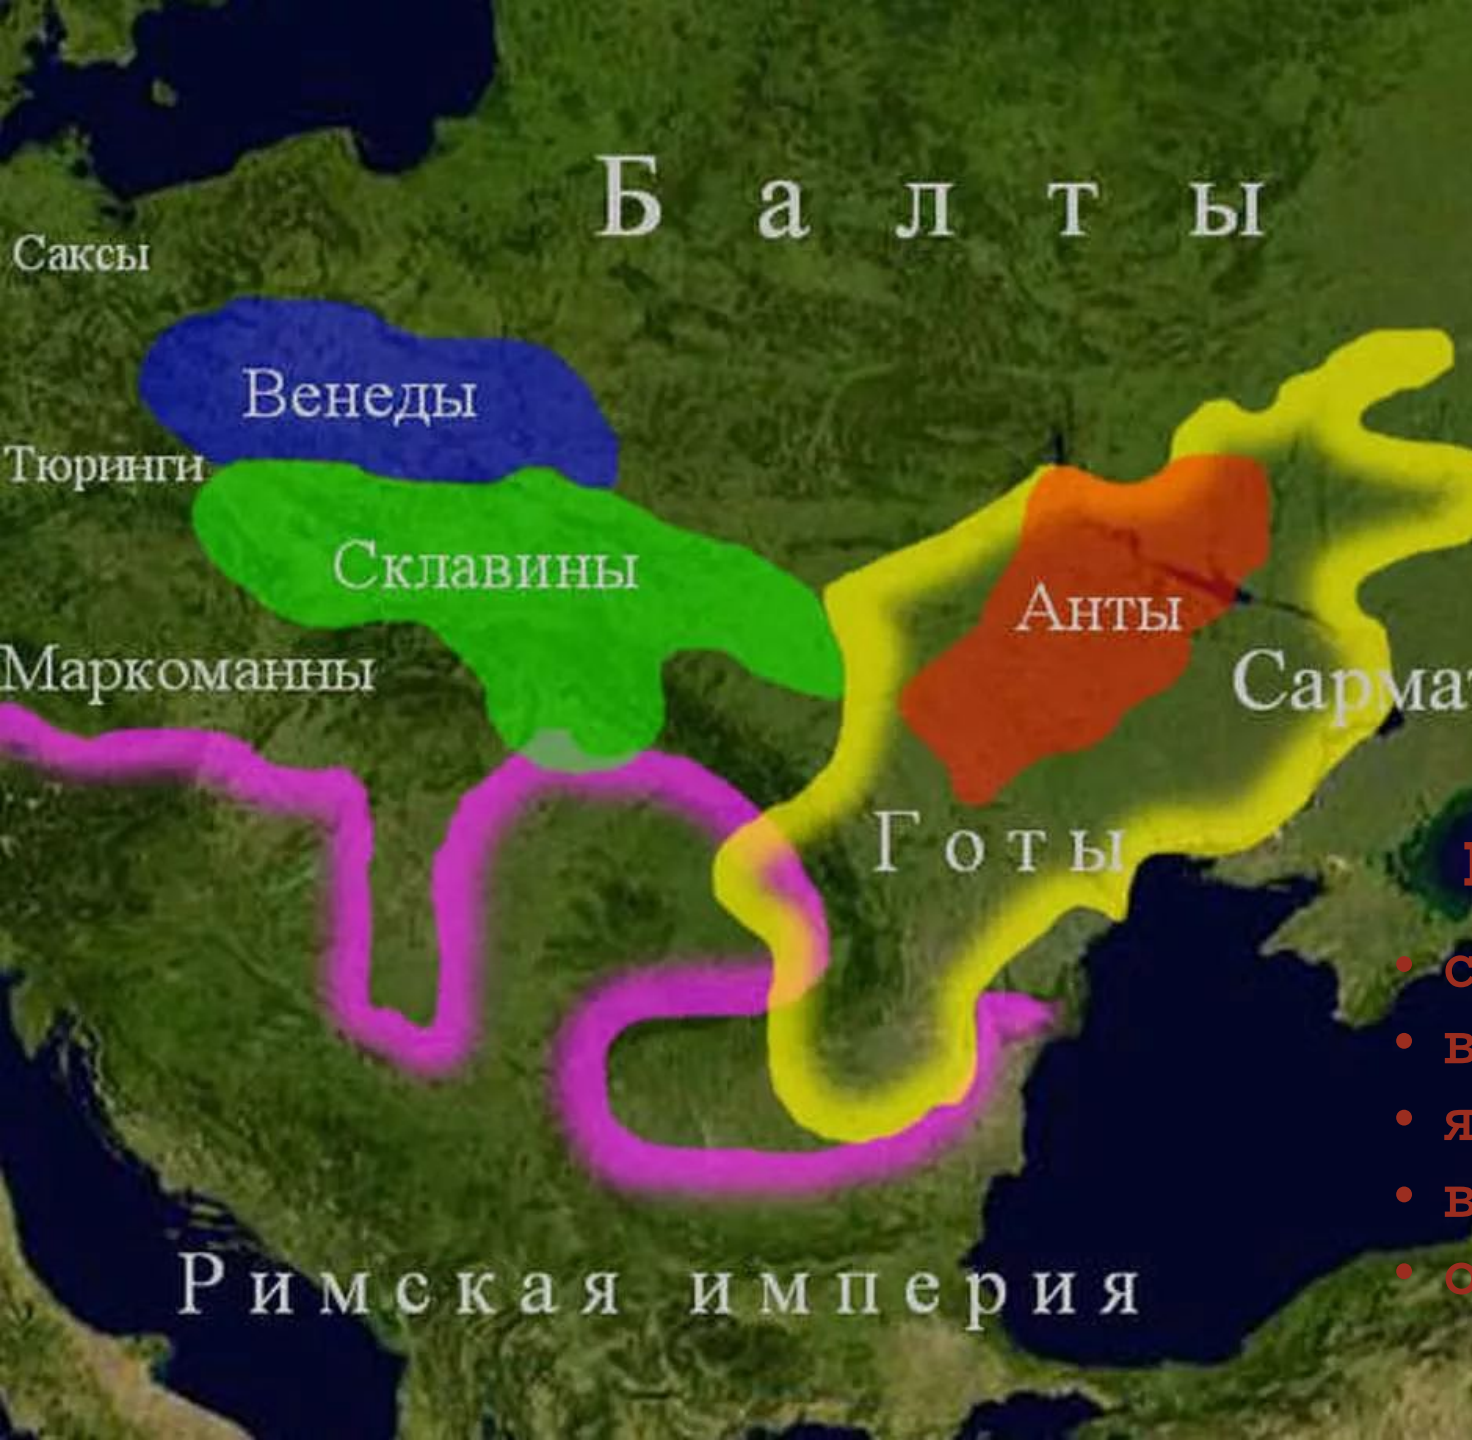 Балты
Саксы
Венеды
Тюринги
Склавины
Анты
Маркоманны
Готы
Римская империя